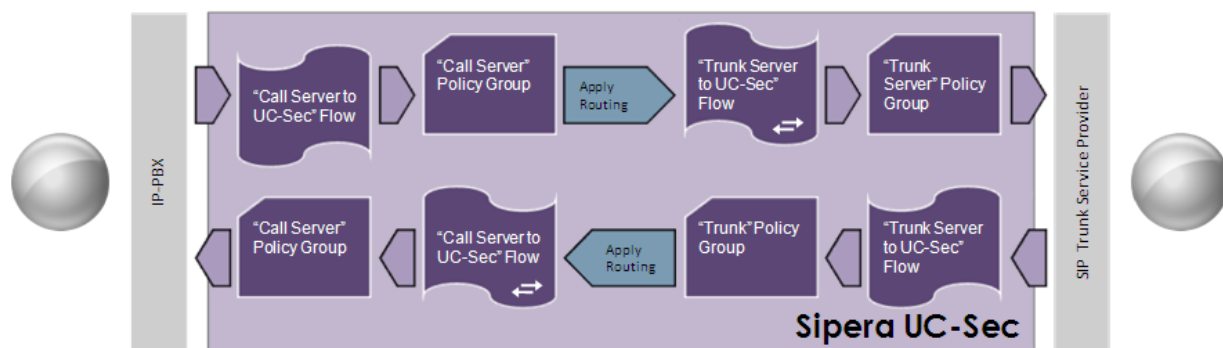 IP-PBX
“Call Server to
UC-Sec” Flow
“Call Server”
Policy Group
Apply
Routing
“Trunk Server
to UC-Sec”
Flow
“Trunk
Server” Policy
Group
SIP Trunk Service Provider
“Call Server”
Policy Group
“Call Server to
UC-Sec” Flow
Apply
Routing
“Trunk” Policy
Group
“Trunk Server
to UC-Sec”
Flow
Sipera UC-Sec